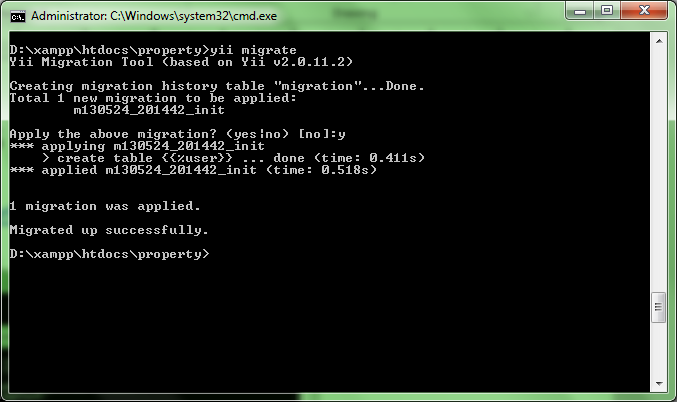 Administrator: C:\Windows\system32\cmd.exe
D:\xampp\htdocs\property>yii migrate
Yii Migration Tool (based on Yii v2.0.11.2)
Creating migration history table "migration"...Done.
Total 1 new migration to be applied:
        m130524_201442_init
Apply the above migration? (yes|no) [no]:y
*** applying m130524_201442_init
    > create table {{%user}} ... done (time: 0.411s)
*** applied m130524_201442_init (time: 0.518s)
1 migration was applied.
Migrated up successfully.
D:\xampp\htdocs\property>